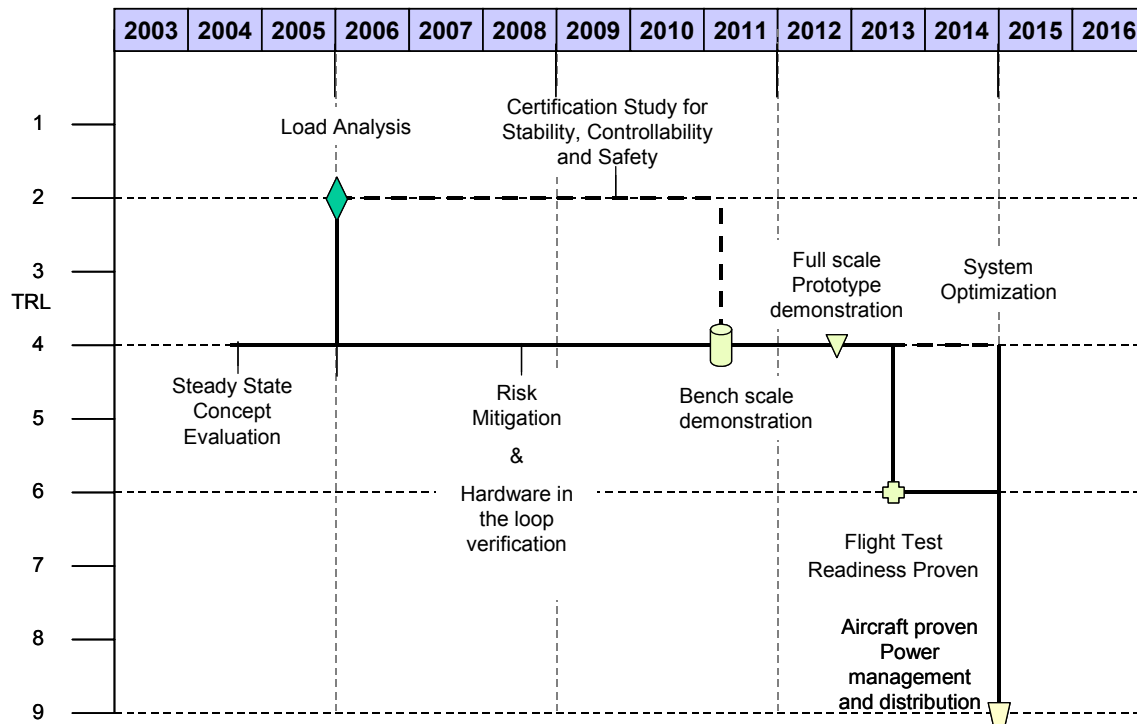 2003 2004 2005 2006 2007 2008 2009 2010 2011 2012 2013 2014 2015 2016
1
Load Analysis
Certification Study for
Stability, Controllability
and Safety
2
3
TRL
Full scale
Prototype
demonstration
System
Optimization
4
Steady State
Concept
Evaluation
Risk
Mitigation
&
Hardware in
the loop
verification
Bench scale
demonstration
5
6
Flight Test
Readiness Proven
7
Aircraft proven
Power
management
and distribution
8
9